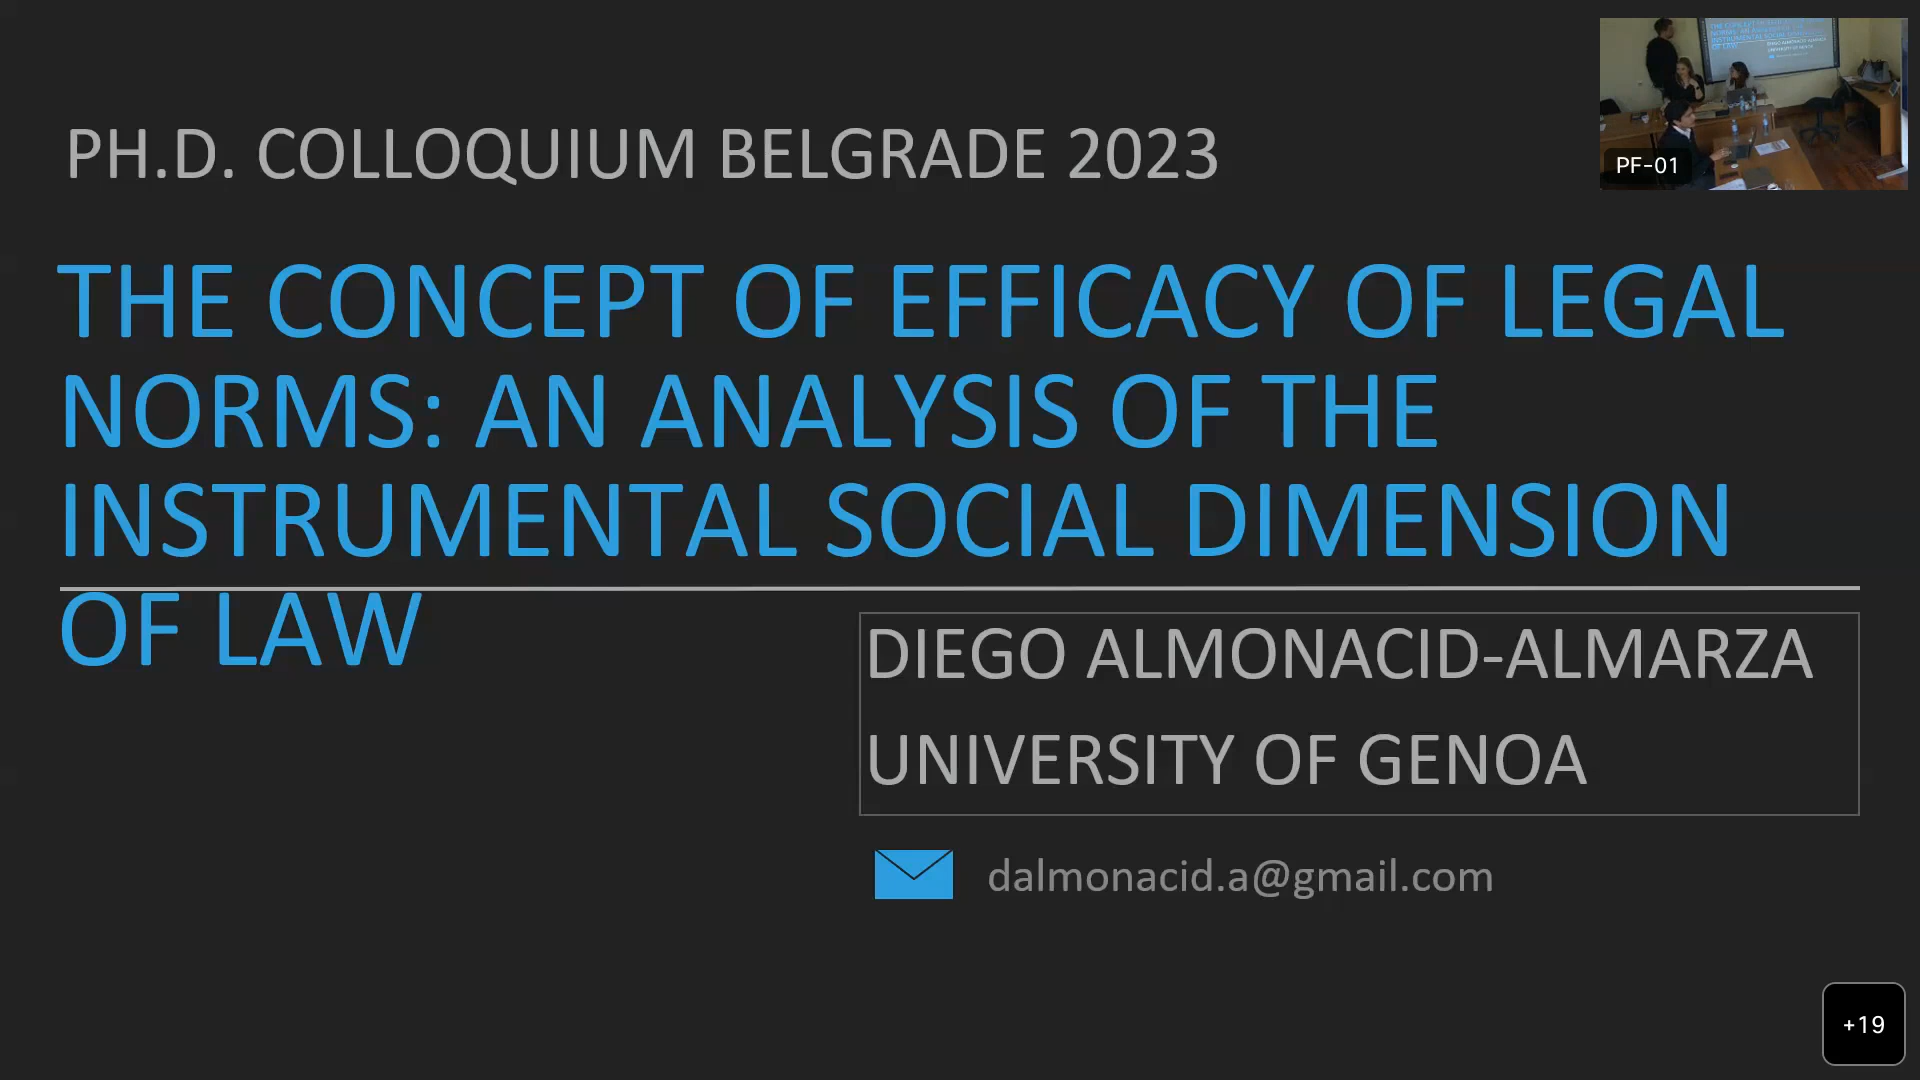 PH.D. COLLOQUIUM BELGRADE 2023
THE CONCEPT OF EFFICACY OF LEGAL
NORMS: AN ANALYSIS OF THE
INSTRUMENTAL SOCIAL DIMENSION
OF LAW
DIEGO ALMONACID-ALMARZA
UNIVERSITY OF GENOA
dalmonacid.a@gmail.com
PF-01
+19